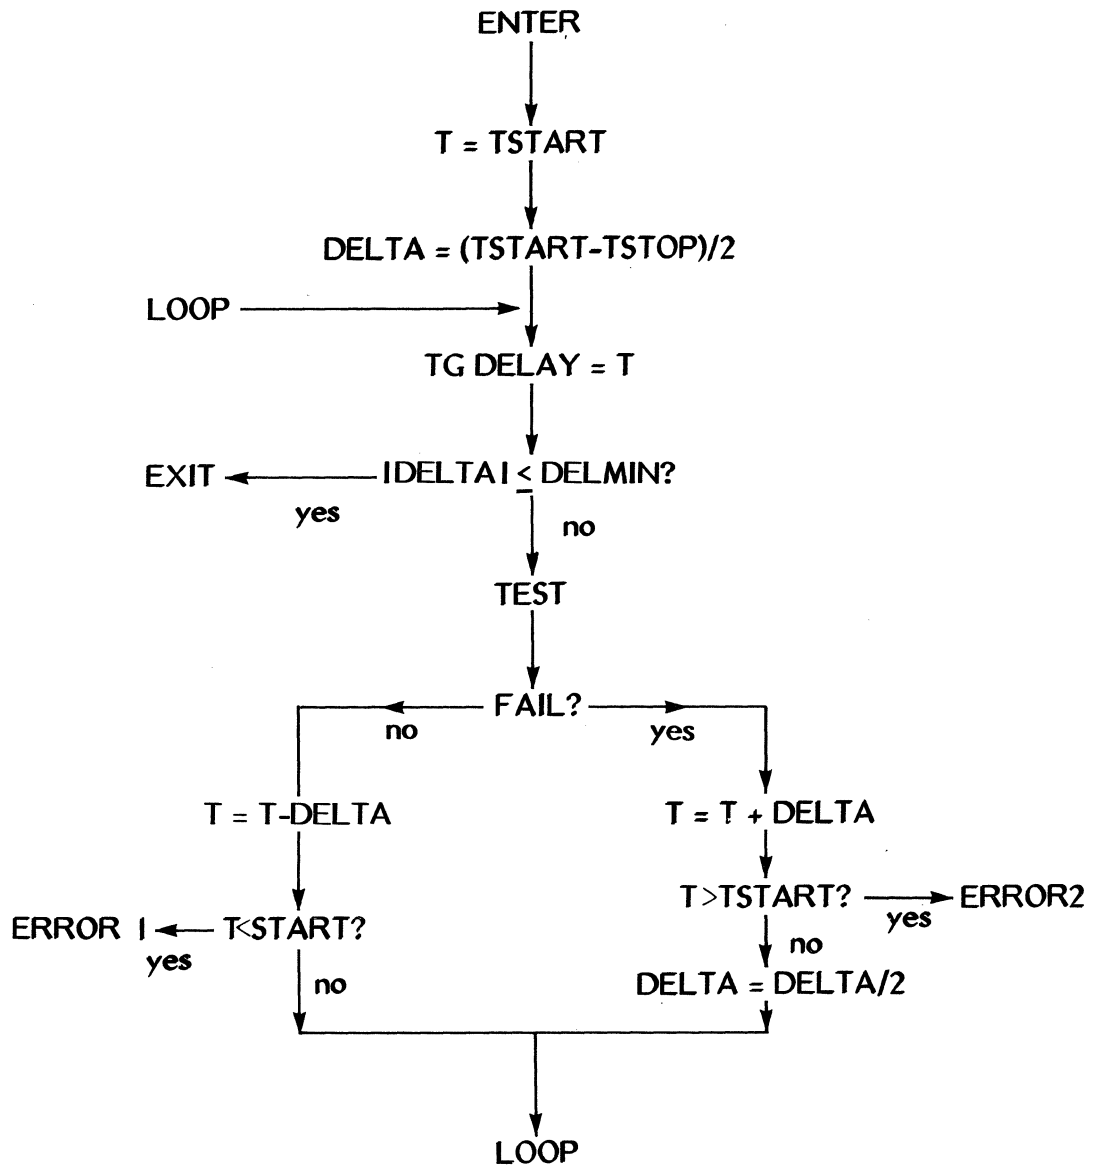 ENTER
T = TSTART
DELTA = (TSTART-TSTOP)/2
LOOP
TG DELAY = T
EXIT
yes
|DELTA| ≤ DELMIN?
no
TEST
FAIL?
no
yes
T = T-DELTA
T = T + DELTA
T>TSTART?
yes
ERROR2
ERROR 1
yes
T<START?
no
no
DELTA = DELTA/2
LOOP